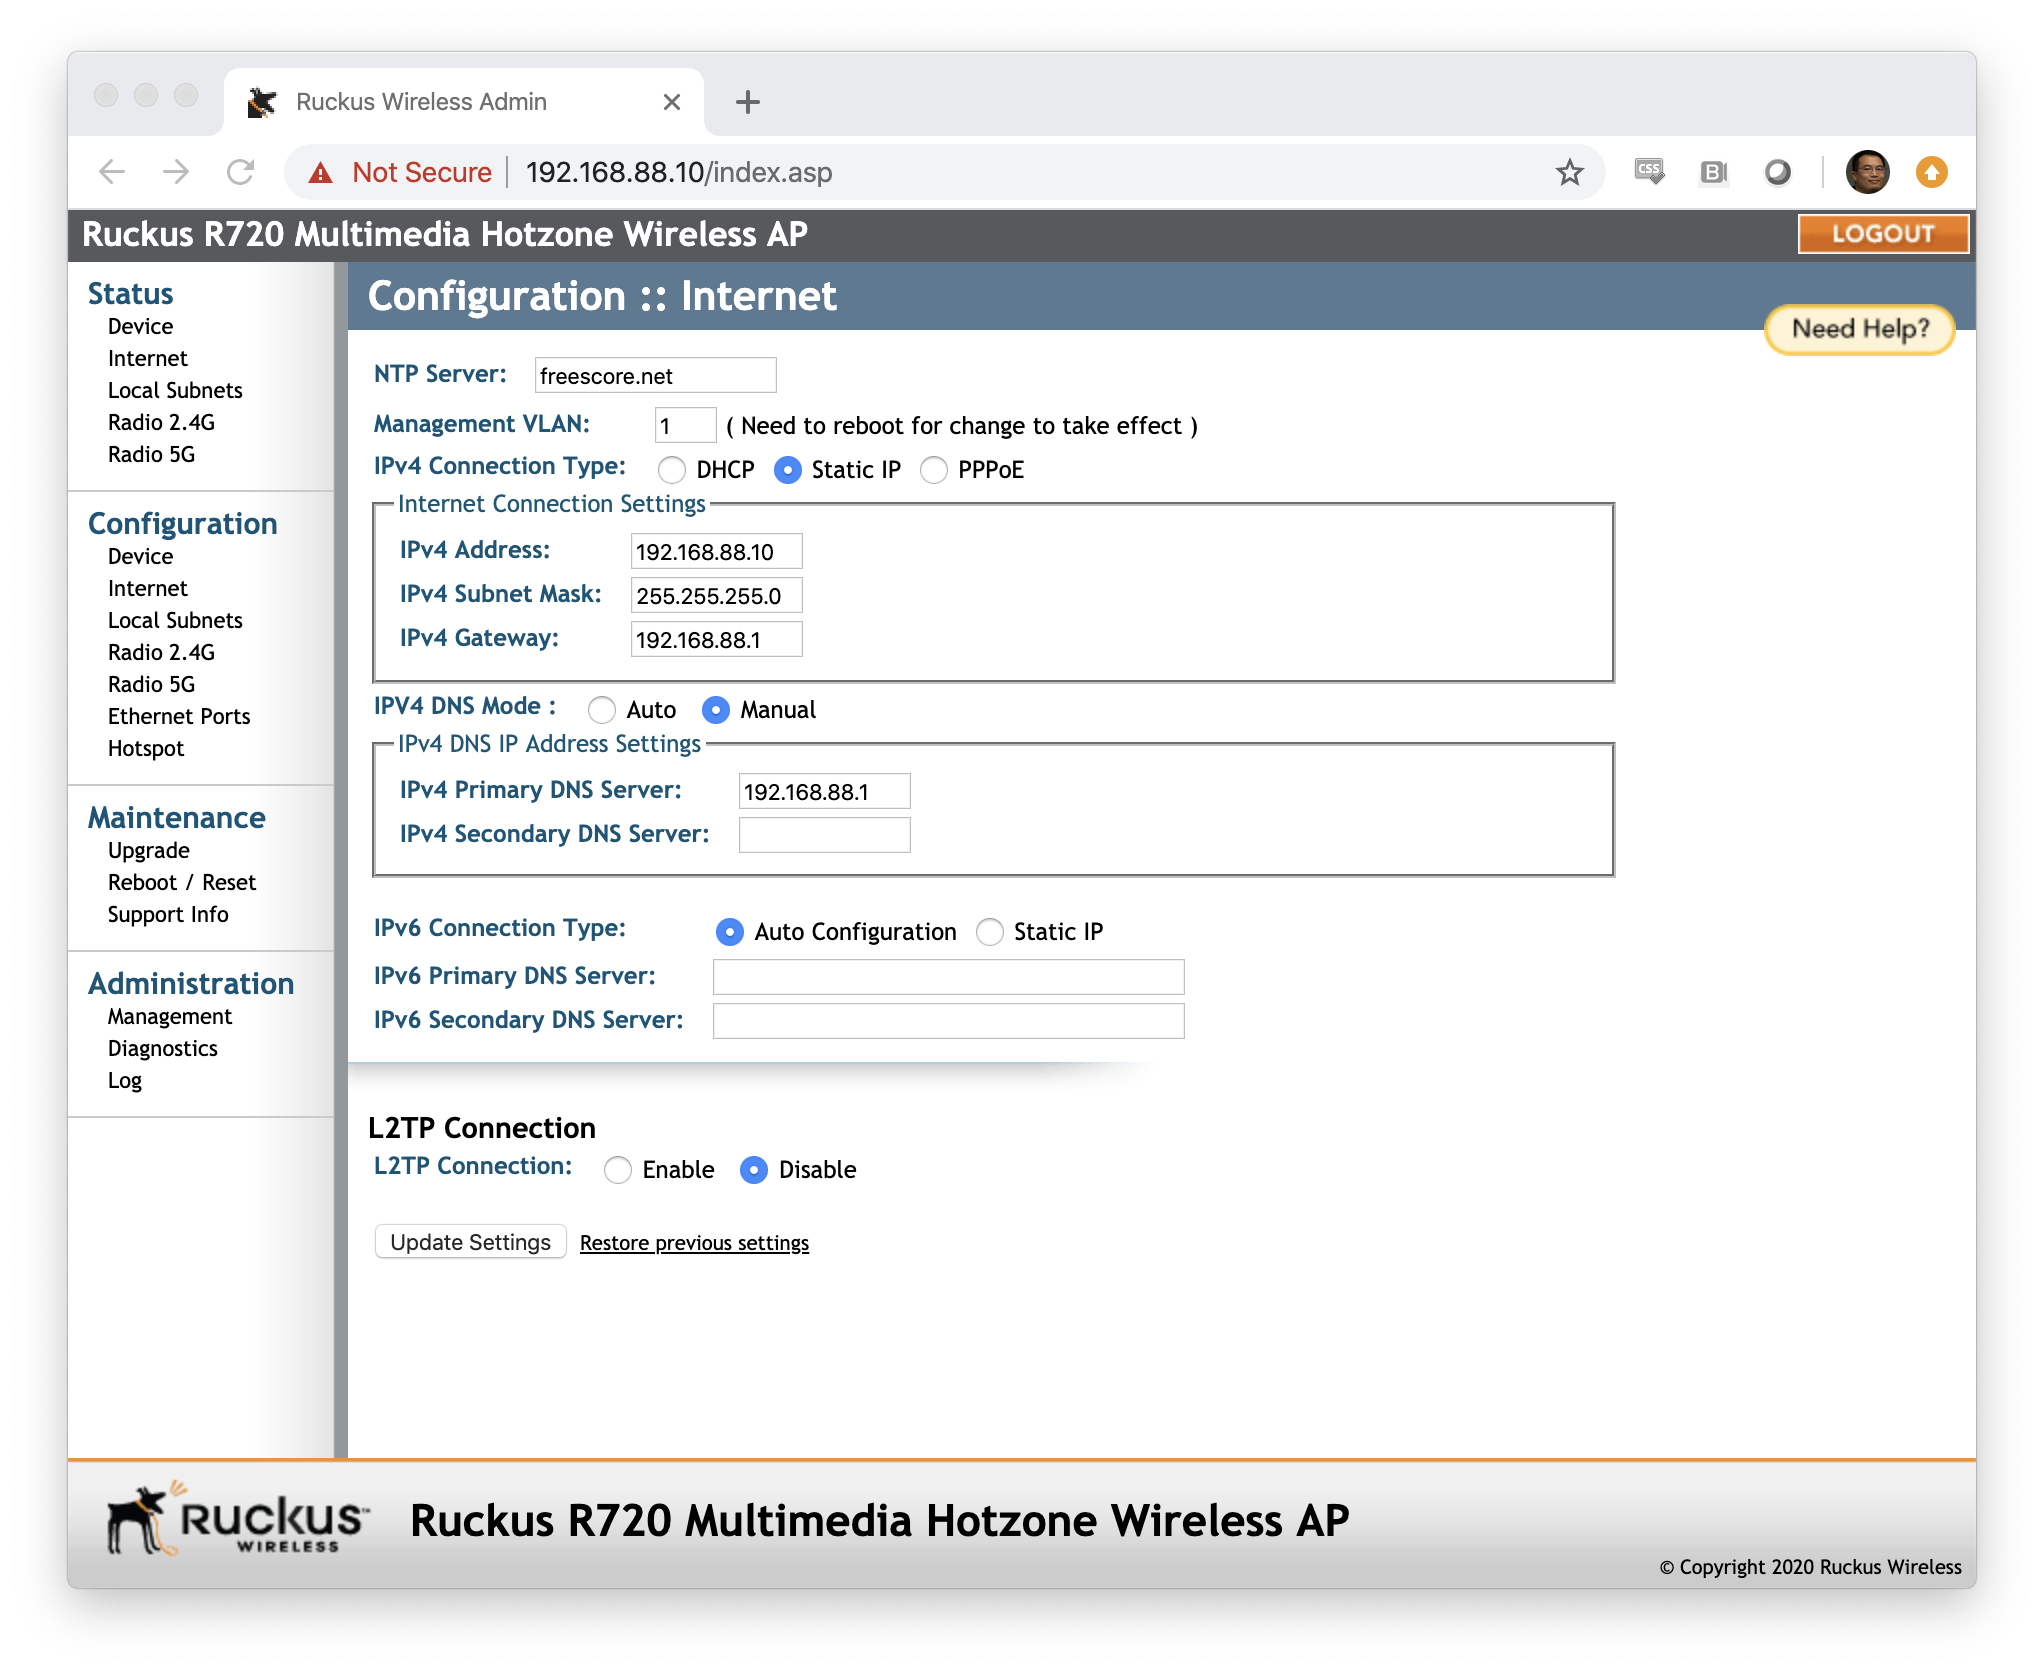 Ruckus Wireless Admin
Not Secure | 192.168.88.10/index.asp
CSS
B
Ruckus R720 Multimedia Hotzone Wireless AP
LOGOUT
Status
Device
Internet
Local Subnets
Radio 2.4G
Radio 5G
Configuration
Device
Internet
Local Subnets
Radio 2.4G
Radio 5G
Ethernet Ports
Hotspot
Maintenance
Upgrade
Reboot / Reset
Support Info
Administration
Management
Diagnostics
Log
Configuration :: Internet
Need Help?
NTP Server: freescore.net
Management VLAN: 1 ( Need to reboot for change to take effect )
IPv4 Connection Type: DHCP Static IP PPPoE
Internet Connection Settings
IPv4 Address: 192.168.88.10
IPv4 Subnet Mask: 255.255.255.0
IPv4 Gateway: 192.168.88.1
IPV4 DNS Mode : Auto Manual
IPv4 DNS IP Address Settings
IPv4 Primary DNS Server: 192.168.88.1
IPv4 Secondary DNS Server:
IPv6 Connection Type: Auto Configuration Static IP
IPv6 Primary DNS Server:
IPv6 Secondary DNS Server:
L2TP Connection
L2TP Connection: Enable Disable
Update Settings Restore previous settings
Ruckus™
WIRELESS
Ruckus R720 Multimedia Hotzone Wireless AP
© Copyright 2020 Ruckus Wireless